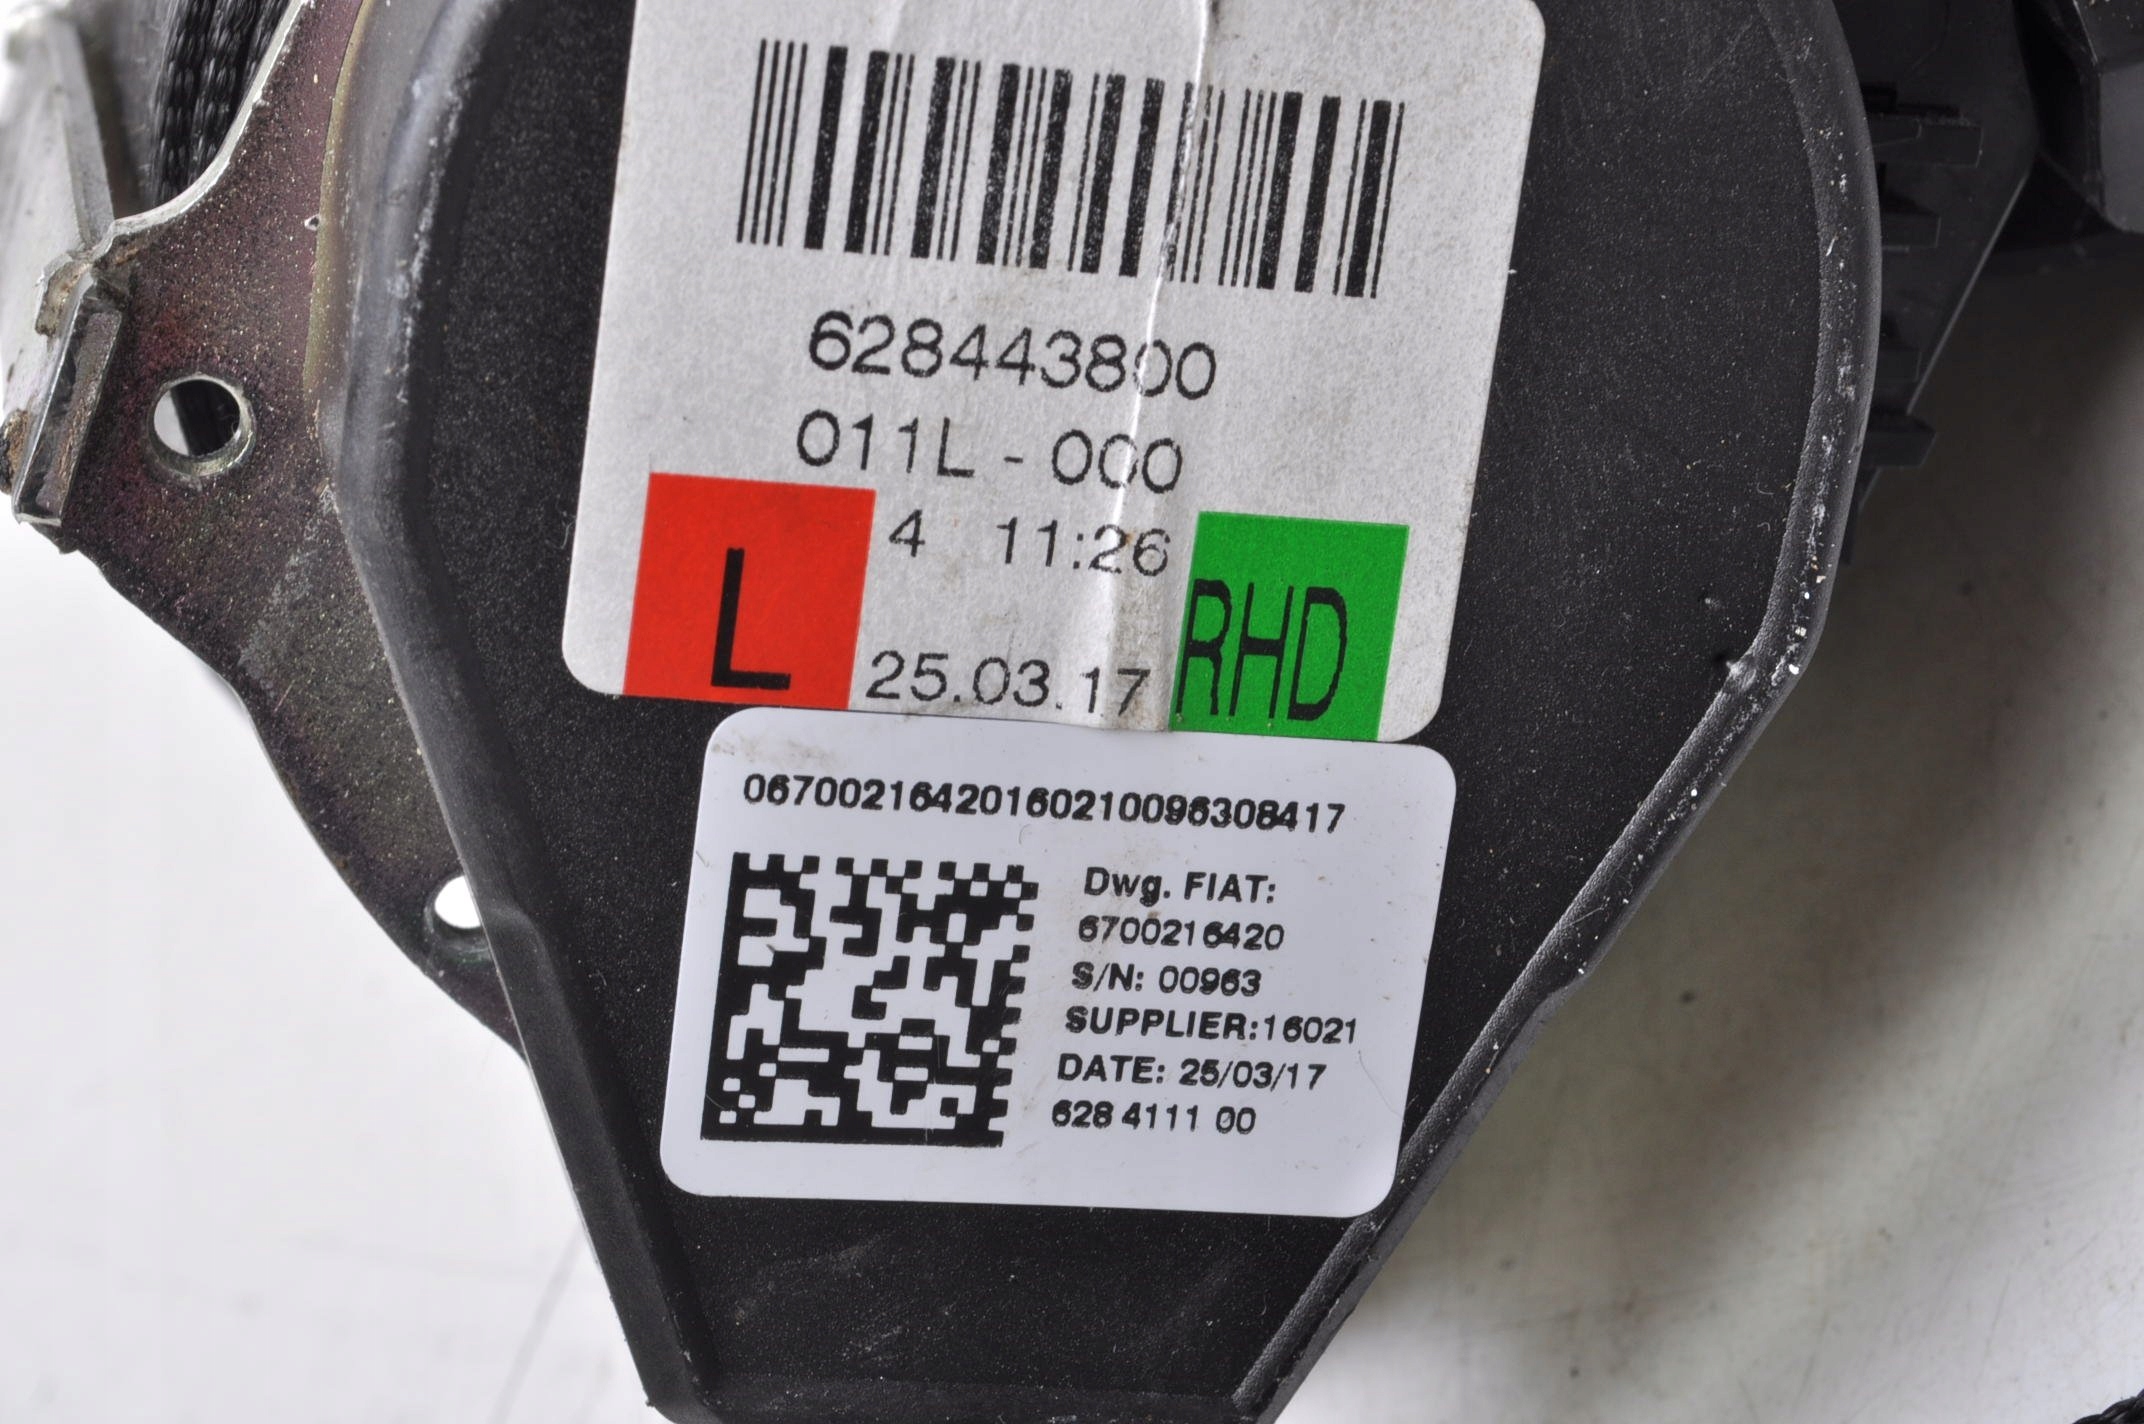 628443800
011L - 000
4 11:26
L
RHD
25.03.17
06700216420160210096308417
Dwg. FIAT:
6700216420
S/N: 00963
SUPPLIER:16021
DATE: 25/03/17
628 4111 00